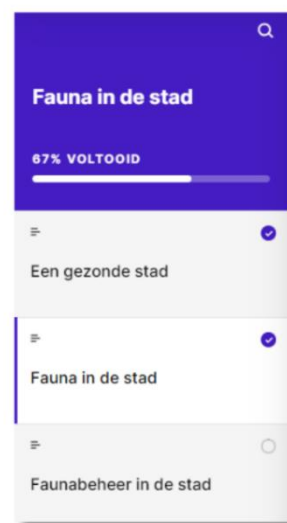 Fauna in de stad
67% VOLTOOID
Een gezonde stad
Fauna in de stad
Faunabeheer in de stad